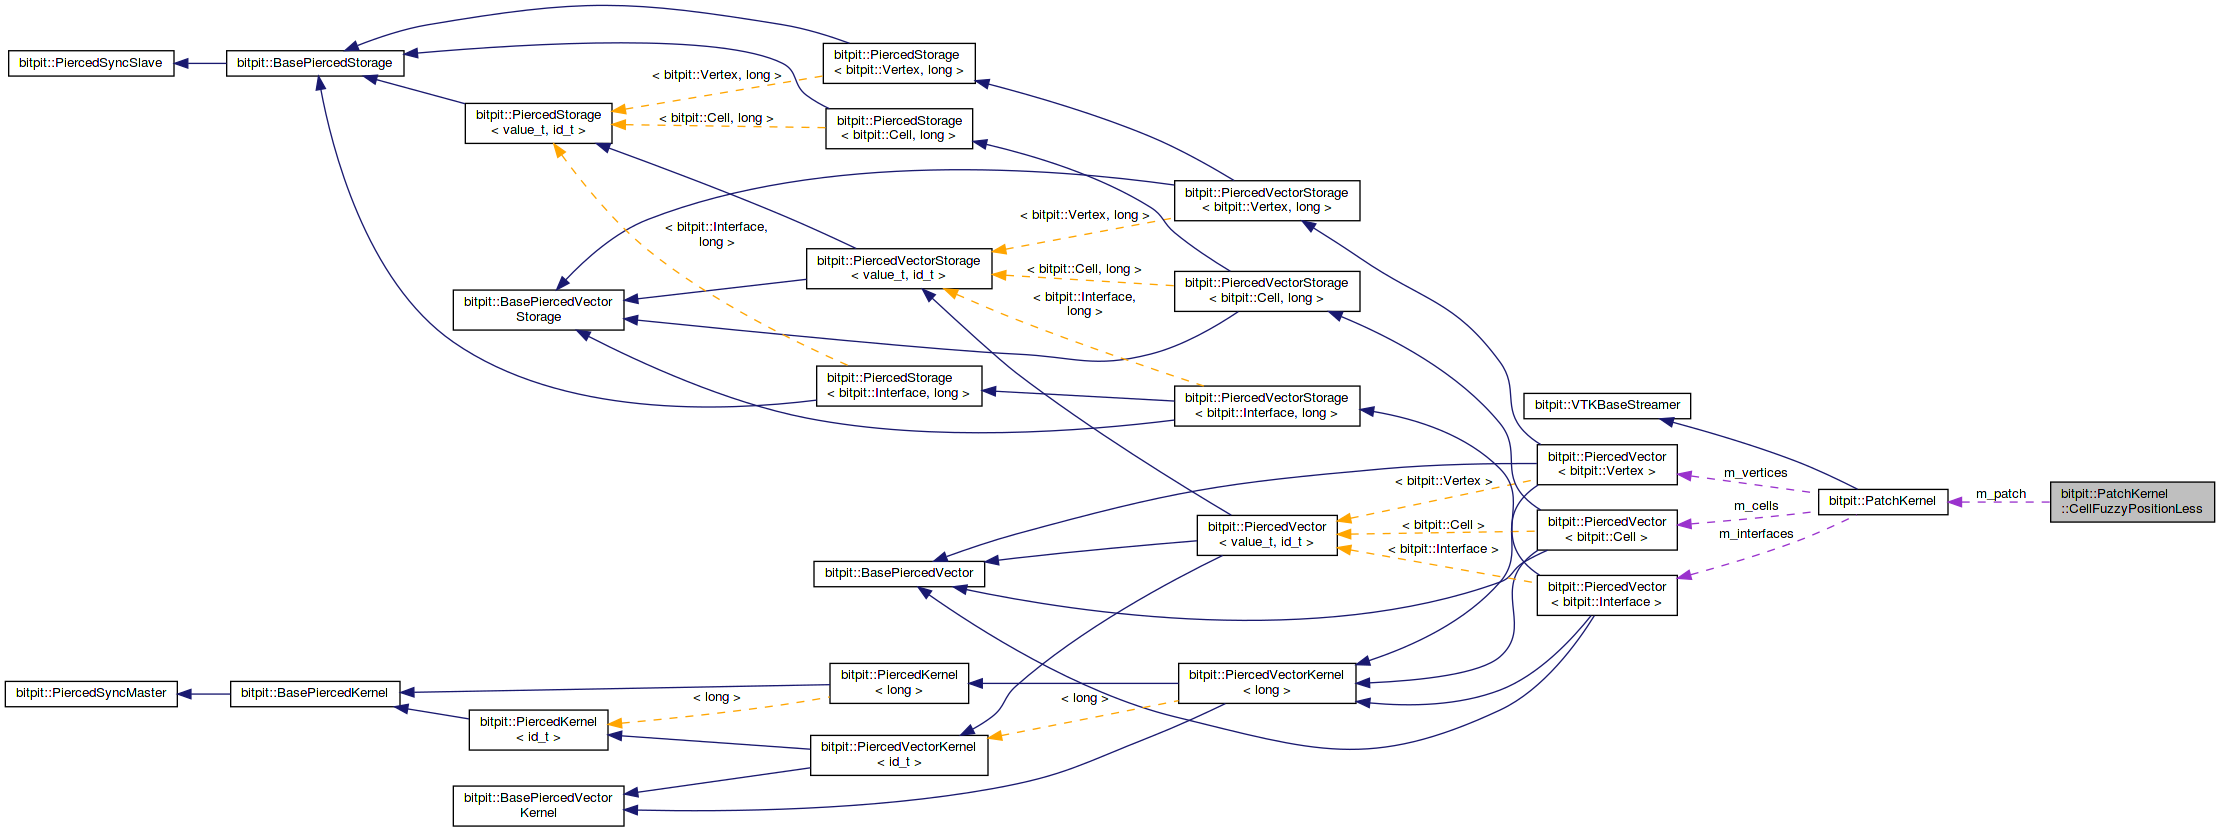 bitpit::PiercedSyncSlave
bitpit::BasePiercedStorage
bitpit::PiercedStorage
< bitpit::Vertex, long >
< bitpit::Vertex, long >
bitpit::PiercedStorage
< value_t, id_t >
< bitpit::Cell, long >
bitpit::PiercedStorage
< bitpit::Cell, long >
bitpit::PiercedVectorStorage
< bitpit::Vertex, long >
< bitpit::Vertex, long >
< bitpit::Interface,
long >
bitpit::PiercedVectorStorage
< value_t, id_t >
< bitpit::Cell, long >
bitpit::PiercedVectorStorage
< bitpit::Cell, long >
< bitpit::Interface,
long >
bitpit::BasePiercedVector
Storage
bitpit::PiercedStorage
< bitpit::Interface, long >
bitpit::PiercedVectorStorage
< bitpit::Interface, long >
bitpit::VTKBaseStreamer
bitpit::PiercedVector
< bitpit::Vertex >
m_vertices
< bitpit::Vertex >
bitpit::PatchKernel
m_patch
bitpit::PatchKernel
::CellFuzzyPositionLess
m_cells
bitpit::PiercedVector
< value_t, id_t >
< bitpit::Cell >
bitpit::PiercedVector
< bitpit::Cell >
m_interfaces
< bitpit::Interface >
bitpit::BasePiercedVector
bitpit::PiercedVector
< bitpit::Interface >
bitpit::PiercedSyncMaster
bitpit::BasePiercedKernel
bitpit::PiercedKernel
< long >
bitpit::PiercedVectorKernel
< long >
< long >
< long >
bitpit::PiercedKernel
< id_t >
bitpit::PiercedVectorKernel
< id_t >
bitpit::BasePiercedVector
Kernel